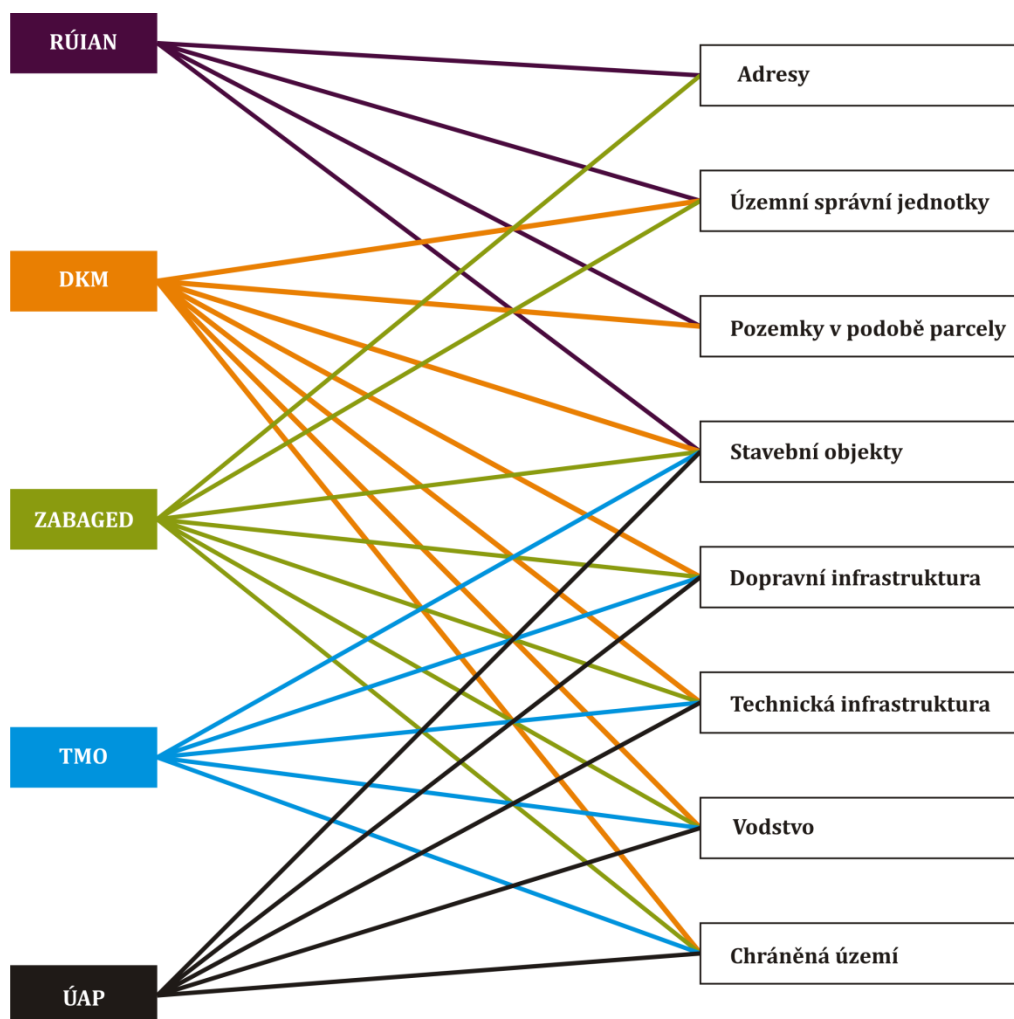 RÚIAN
DKM
ZABAGED
TMO
ÚAP
Adresy
Územní správní jednotky
Pozemky v podobě parcely
Stavební objekty
Dopravní infrastruktura
Technická infrastruktura
Vodstvo
Chráněná území